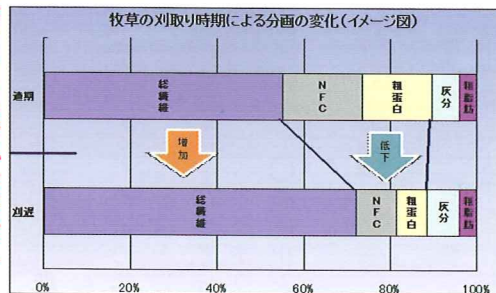 牧草の刈取り時期による分画の変化(イメージ図)
適期
総繊維
NFC
粗蛋白
灰分
粗脂肪
増加
低下
刈遅
総繊維
NFC
粗蛋白
灰分
粗脂肪
0%
20%
40%
60%
80%
100%